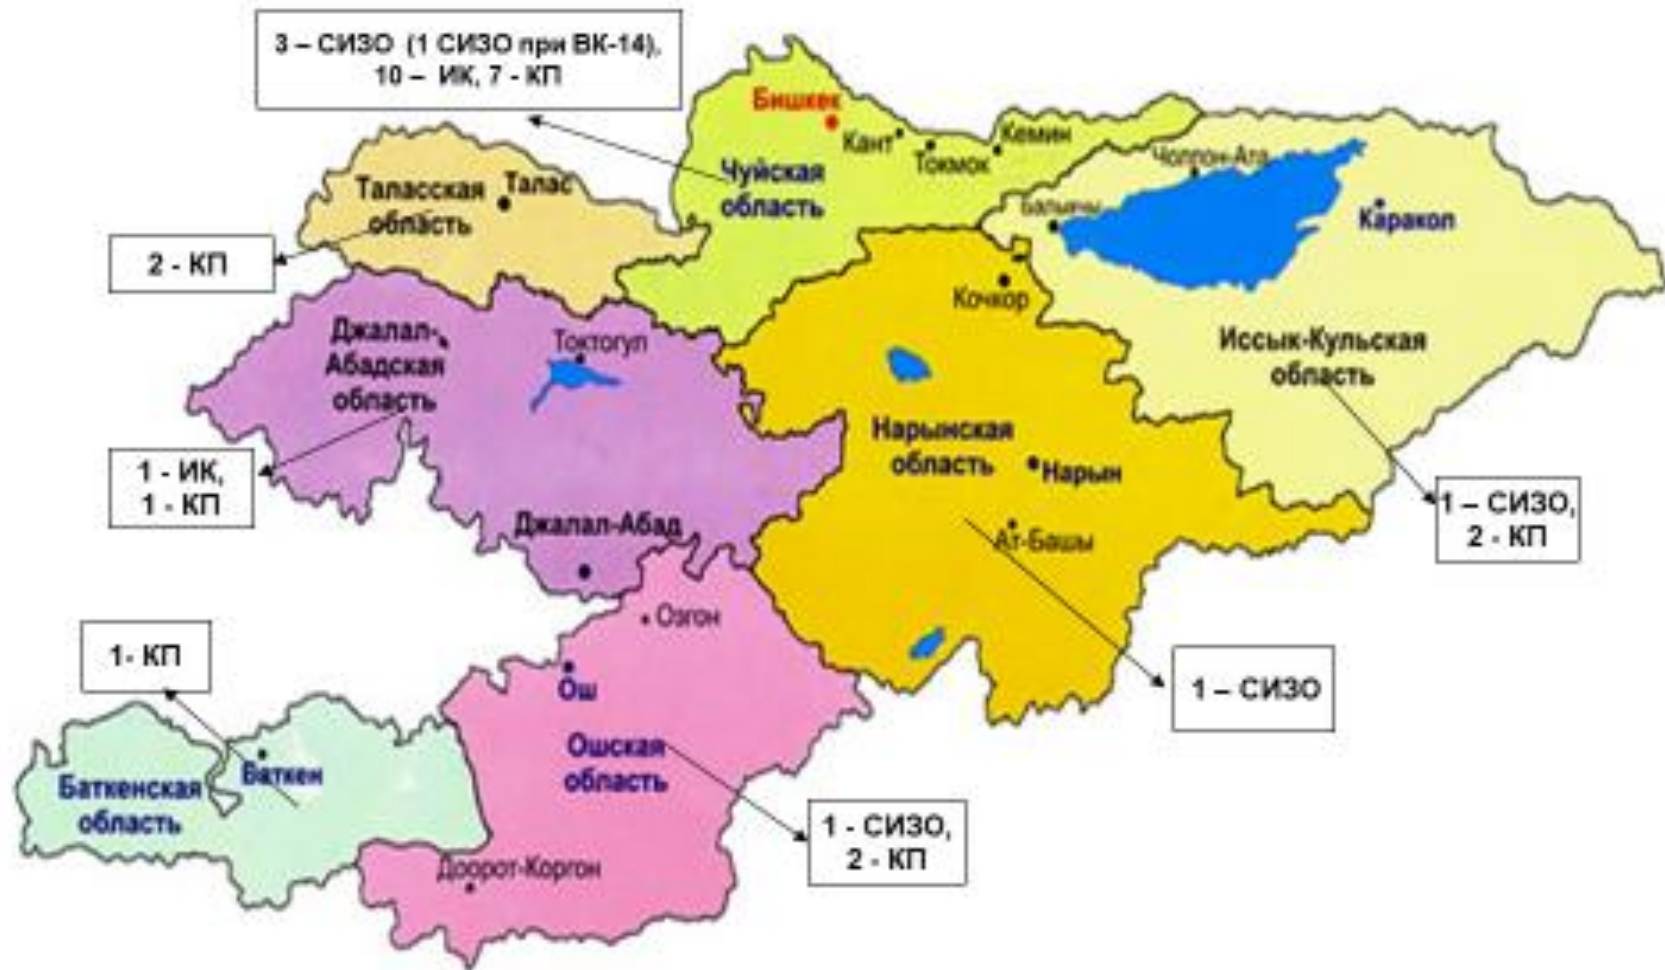 3 – СИЗО (1 СИЗО при ВК-14),
10 – ИК, 7 - КП
Бишкек
Кант
Токмок
Кемин
Чуйская
область
Чолпон-Ата
Балыкчы
Каракол
Таласская
область
Талас
2 - КП
Кочкор
Иссык-Кульская
область
Джалал-
Абадская
область
Токтогул
Нарынская
область
Нарын
1 - ИК,
1 - КП
1 – СИЗО,
2 - КП
Джалал-Абад
Ат-Башы
Озгон
1- КП
Ош
1 – СИЗО
Ошская
область
Баткен
Баткенская
область
1 - СИЗО,
2 - КП
Доорот-Коргон